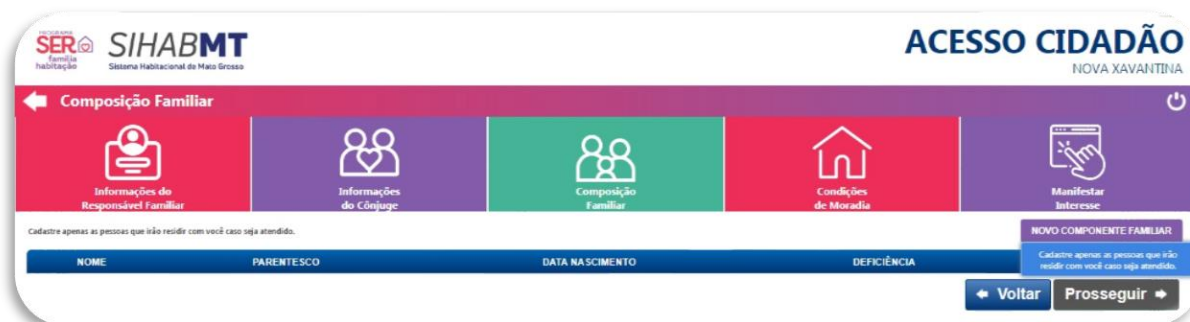 PROGRAMA
SER
família
habitação
SIHABMT
Sistema Habitacional de Mato Grosso
ACESSO CIDADÃO
NOVA XAVANTINA
Composição Familiar
Informações do
Responsável Familiar
Informações
do Cônjuge
Composição
Familiar
Condições
de Moradia
Manifestar
Interesse
Cadastre apenas as pessoas que irão residir com você caso seja atendido.
NOVO COMPONENTE FAMILIAR
NOME PARENTESCO DATA NASCIMENTO DEFICIÊNCIA
Cadastre apenas as pessoas que irão
residir com você caso seja atendido.
Voltar Prosseguir